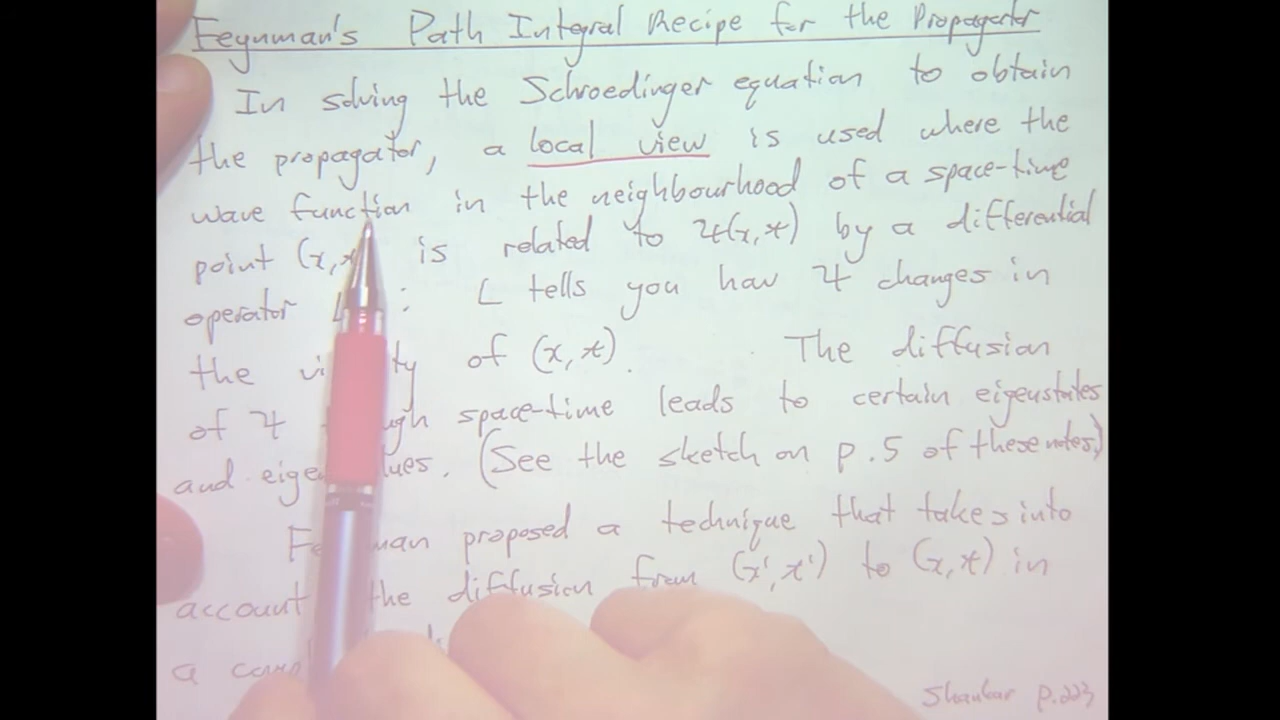 Feynman's Path Integral Recipe for the Propagator
In solving the Schroedinger equation to obtain
the propagator, a local view is used where the
wave function in the neighbourhood of a space-time
point (x, is related to Ψ(x,t) by a differential
operator : L tells you how Ψ changes in
the of (x,t). The diffusion
of Ψ space-time leads to certain eigenstates
and (See the sketch on p.5 of these notes)
proposed a technique that takes into
account the diffusion from (x',t') to (x,t) in
a
Shankar p.223